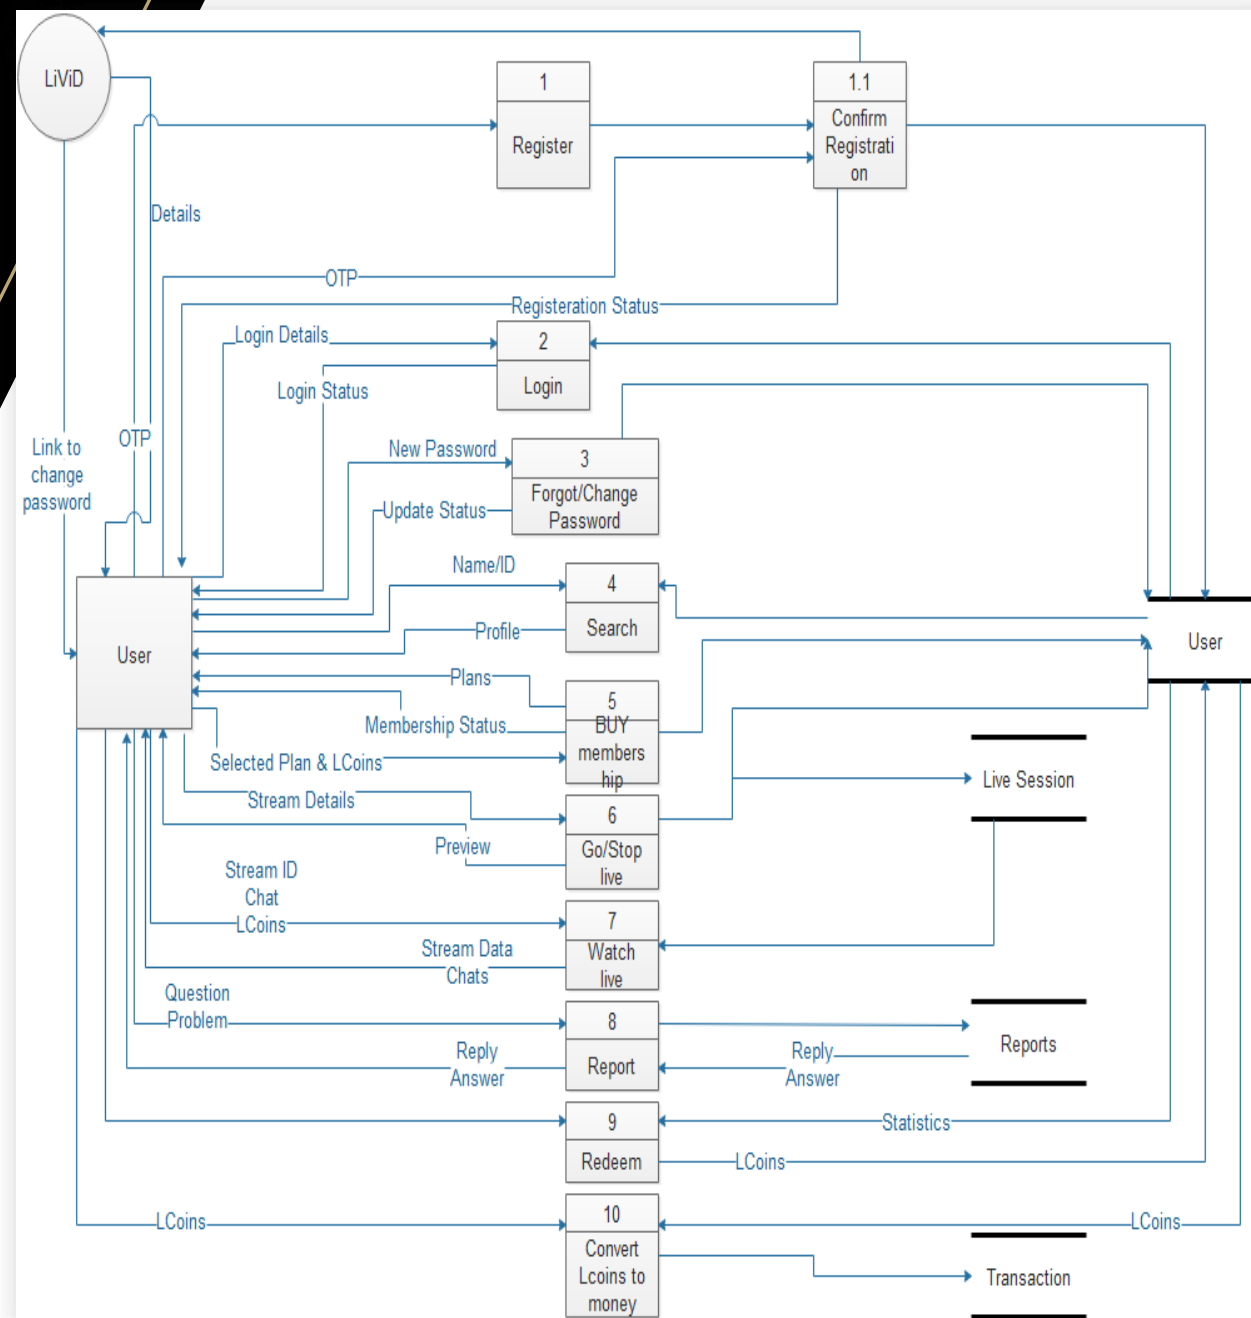 LiViD
1
Register
1.1
Confirm
Registrati
on
Details
OTP
Registeration Status
Login Details
2
Login
Login Status
Link to
change
password
OTP
New Password
3
Forgot/Change
Password
Update Status
Name/ID
4
Search
User
Profile
User
Plans
5
BUY
members
hip
Membership Status
Selected Plan & LCoins
Live Session
Stream Details
6
Go/Stop
live
Preview
Stream ID
Chat
LCoins
7
Watch
live
Stream Data
Chats
Question
Problem
8
Report
Reply
Answer
Reply
Answer
Reports
9
Redeem
Statistics
LCoins
LCoins
10
Convert
Lcoins to
money
LCoins
Transaction